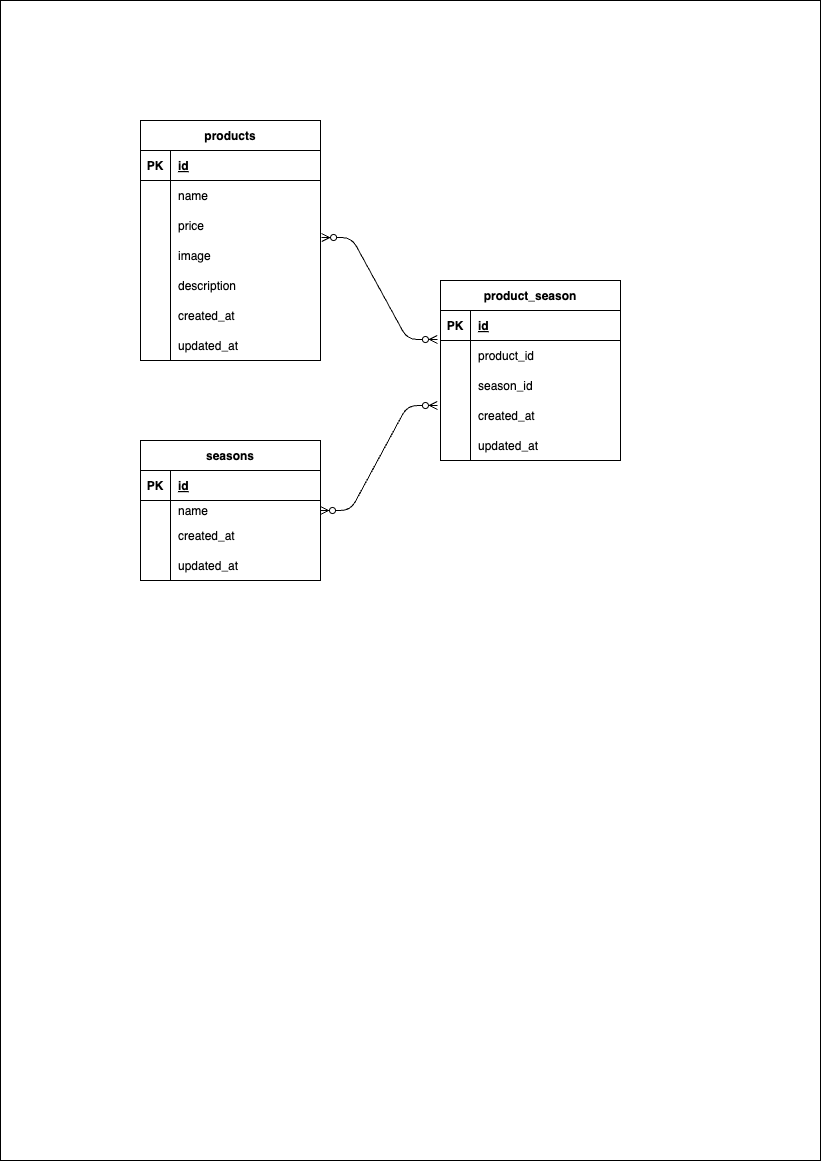 products
PK id
name
price
image
description
created_at
updated_at
product_season
PK id
product_id
season_id
created_at
updated_at
seasons
PK id
name
created_at
updated_at